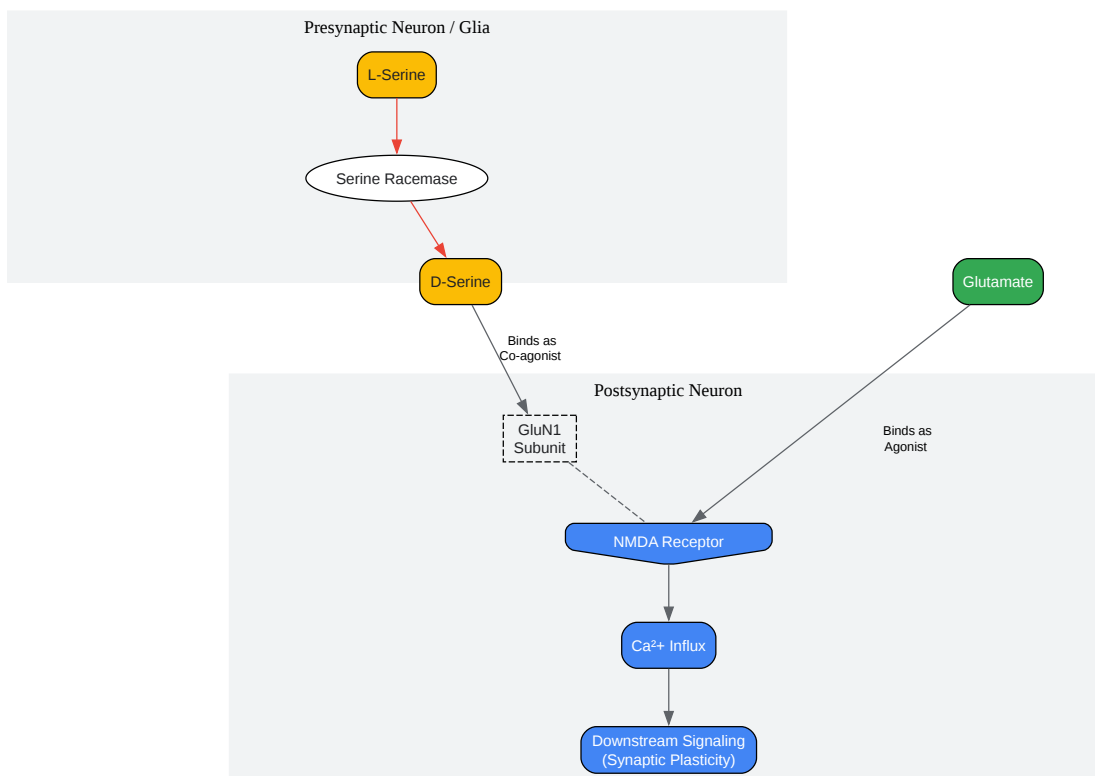 Presynaptic Neuron / Glia
L-Serine
Serine Racemase
D-Serine
Glutamate
Binds as
Co-agonist
Postsynaptic Neuron
GluN1
Subunit
Binds as
Agonist
NMDA Receptor
Ca²+ Influx
Downstream Signaling
(Synaptic Plasticity)